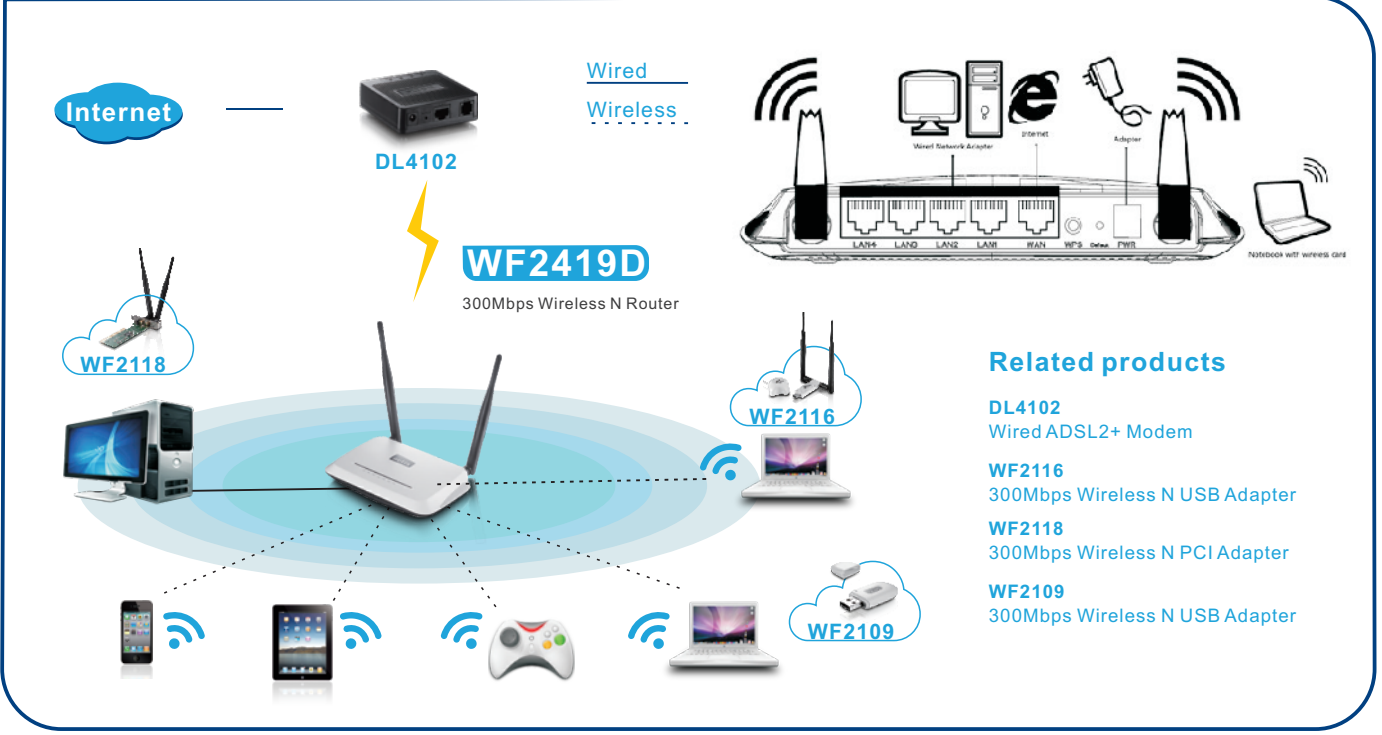 Internet
DL4102
Wired
Wireless
Wired Network Adapter
Internet
Adapter
LAN4 LAN3 LAN2 LAN1 WAN WPS Default PWR
Notebook with wireless card
WF2419D
300Mbps Wireless N Router
WF2118
WF2116
WF2109
Related products
DL4102
Wired ADSL2+ Modem
WF2116
300Mbps Wireless N USB Adapter
WF2118
300Mbps Wireless N PCI Adapter
WF2109
300Mbps Wireless N USB Adapter